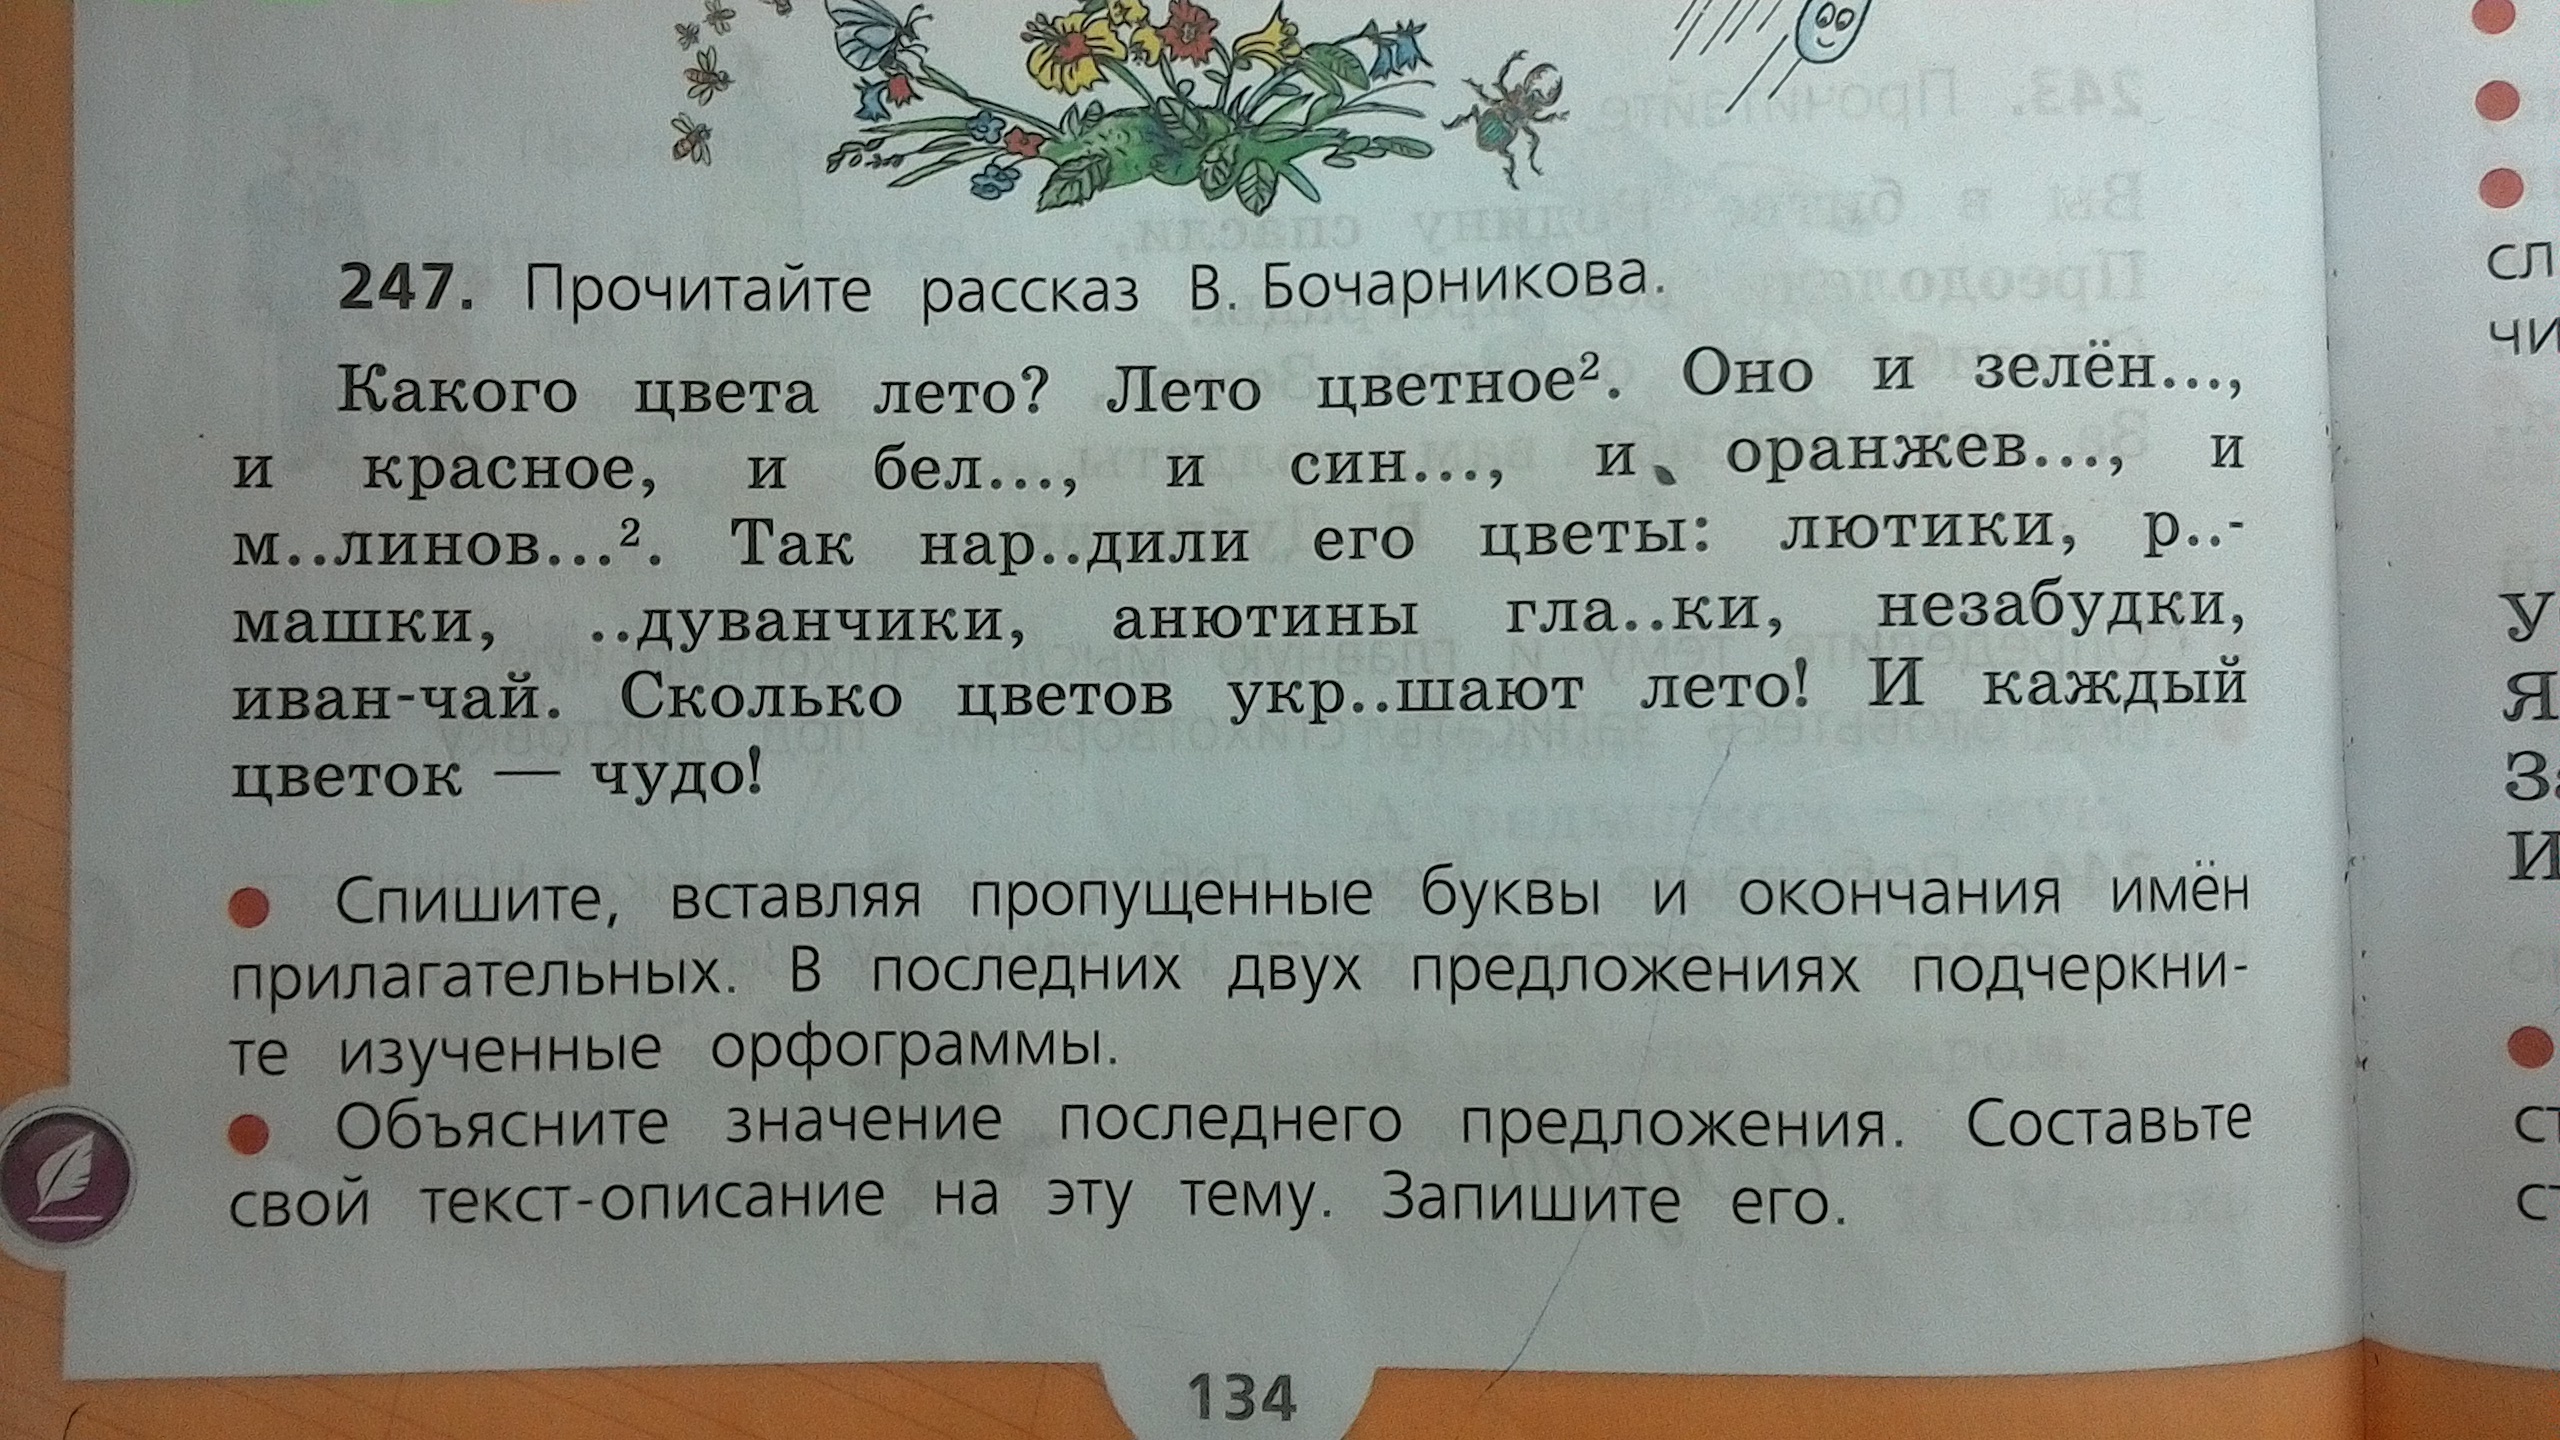 247. Прочитайте рассказ В. Бочарникова.
Какого цвета лето? Лето цветное². Оно и зелён...,
и красное, и бел..., и син..., и оранжев..., и
м..линов...². Так нар..дили его цветы: лютики, р..-
машки, ..дуванчики, анютины гла..ки, незабудки,
иван-чай. Сколько цветов укр..шают лето! И каждый
цветок — чудо!
● Спишите, вставляя пропущенные буквы и окончания имён
прилагательных. В последних двух предложениях подчеркни-
те изученные орфограммы.
● Объясните значение последнего предложения. Составьте
свой текст-описание на эту тему. Запишите его.
134